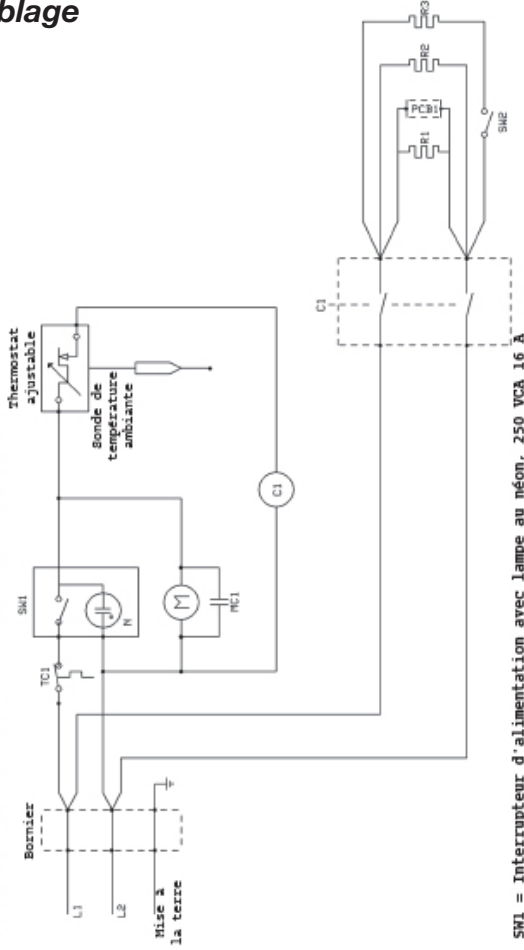 blage
Bornier
L1
L2
Mise à
la terre
TC1
SW1
N
M
MC1
Thermostat
ajustable
Sonde de
température
ambiante
C1
C1
R1
PCB1
R2
R3
SW2
SW1 = Interrupteur d'alimentation avec lampe au néon, 250 VCA 16 A